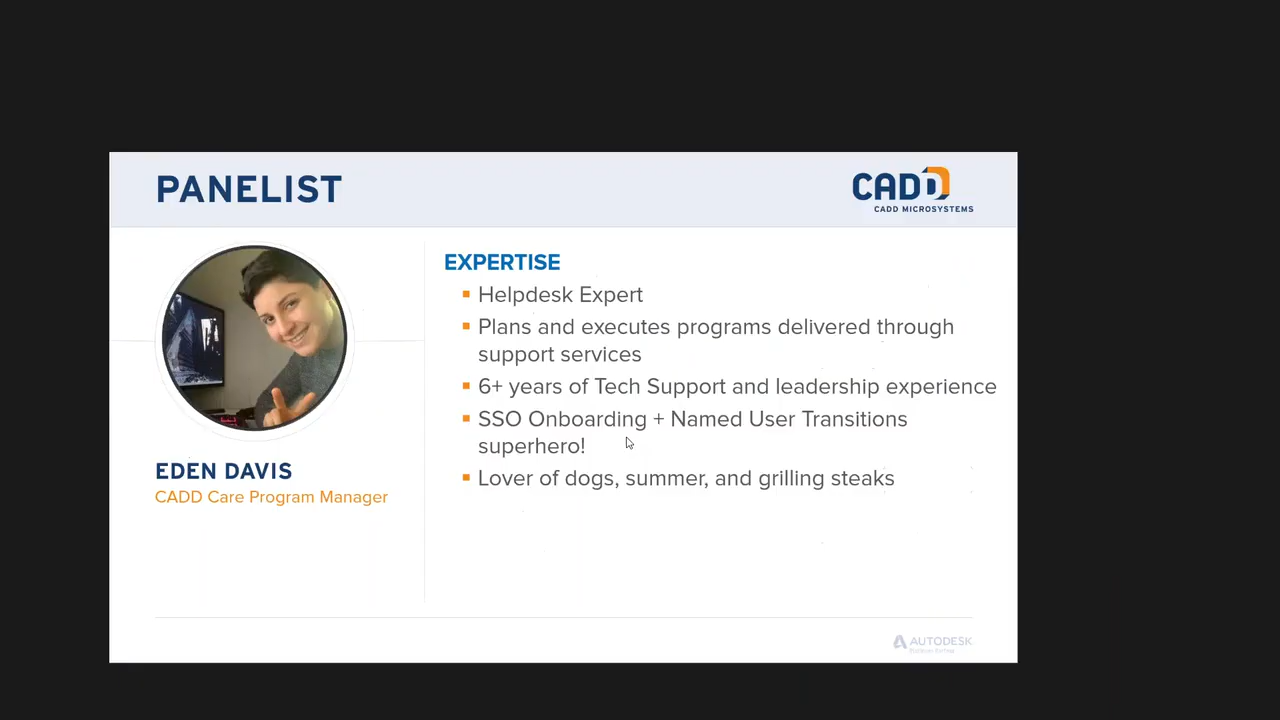 PANELIST
CADD
CADD MICROSYSTEMS
EXPERTISE
Helpdesk Expert
Plans and executes programs delivered through
support services
6+ years of Tech Support and leadership experience
SSO Onboarding + Named User Transitions
superhero!
Lover of dogs, summer, and grilling steaks
EDEN DAVIS
CADD Care Program Manager
AUTODESK